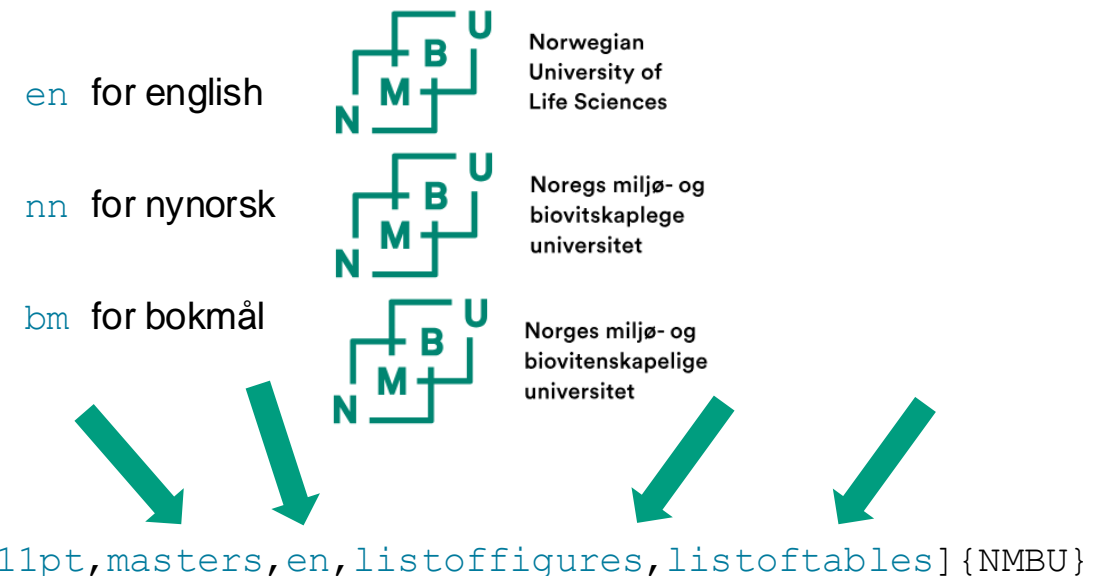 en for english
U
B
M
N
Norwegian
University of
Life Sciences
nn for nynorsk
U
B
M
N
Noregs miljø- og
biovitskaplege
universitet
bm for bokmål
U
B
M
N
Norges miljø- og
biovitenskapelige
universitet
11pt,masters,en,listoffigures,listoftables]{NMBU}